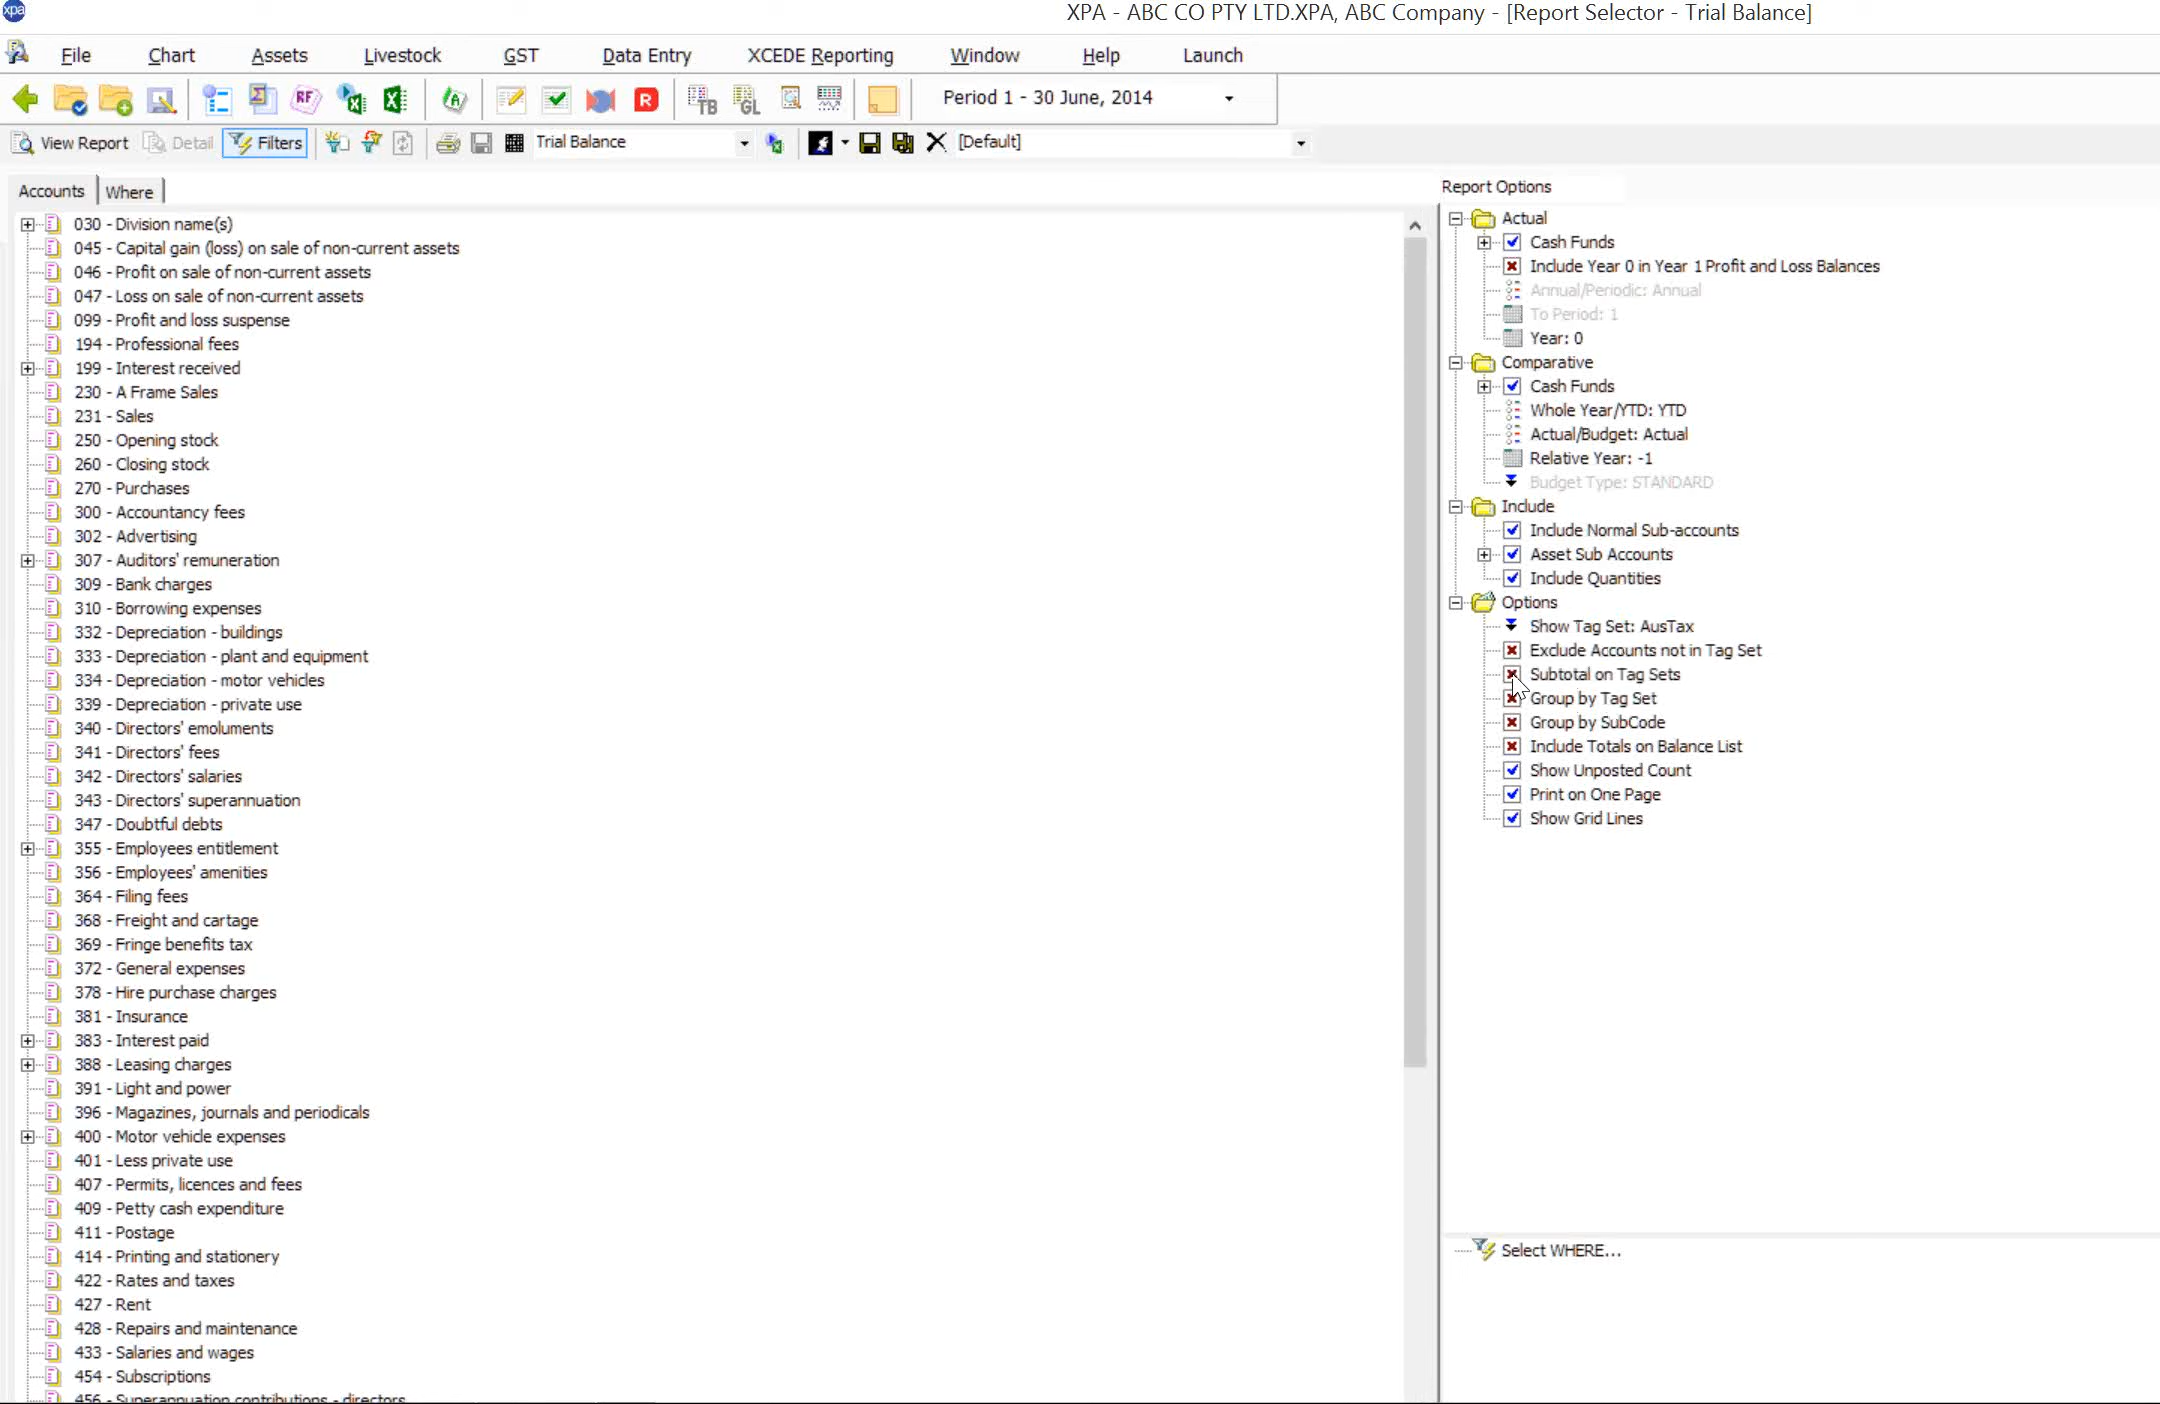 xpa
XPA - ABC CO PTY LTD.XPA, ABC Company - [Report Selector - Trial Balance]
File Chart Assets Livestock GST Data Entry XCEDE Reporting Window Help Launch
RF R TB GL Period 1 - 30 June, 2014
View Report Detail Filters Trial Balance [Default]
Accounts Where
030 - Division name(s)
045 - Capital gain (loss) on sale of non-current assets
046 - Profit on sale of non-current assets
047 - Loss on sale of non-current assets
099 - Profit and loss suspense
194 - Professional fees
199 - Interest received
230 - A Frame Sales
231 - Sales
250 - Opening stock
260 - Closing stock
270 - Purchases
300 - Accountancy fees
302 - Advertising
307 - Auditors' remuneration
309 - Bank charges
310 - Borrowing expenses
332 - Depreciation - buildings
333 - Depreciation - plant and equipment
334 - Depreciation - motor vehicles
339 - Depreciation - private use
340 - Directors' emoluments
341 - Directors' fees
342 - Directors' salaries
343 - Directors' superannuation
347 - Doubtful debts
355 - Employees entitlement
356 - Employees' amenities
364 - Filing fees
368 - Freight and cartage
369 - Fringe benefits tax
372 - General expenses
378 - Hire purchase charges
381 - Insurance
383 - Interest paid
388 - Leasing charges
391 - Light and power
396 - Magazines, journals and periodicals
400 - Motor vehicle expenses
401 - Less private use
407 - Permits, licences and fees
409 - Petty cash expenditure
411 - Postage
414 - Printing and stationery
422 - Rates and taxes
427 - Rent
428 - Repairs and maintenance
433 - Salaries and wages
454 - Subscriptions
456 - Superannuation contributions - directors
Report Options
Actual
Cash Funds
Include Year 0 in Year 1 Profit and Loss Balances
Annual/Periodic: Annual
To Period: 1
Year: 0
Comparative
Cash Funds
Whole Year/YTD: YTD
Actual/Budget: Actual
Relative Year: -1
Budget Type: STANDARD
Include
Include Normal Sub-accounts
Asset Sub Accounts
Include Quantities
Options
Show Tag Set: AusTax
Exclude Accounts not in Tag Set
Subtotal on Tag Sets
Group by Tag Set
Group by SubCode
Include Totals on Balance List
Show Unposted Count
Print on One Page
Show Grid Lines
Select WHERE...